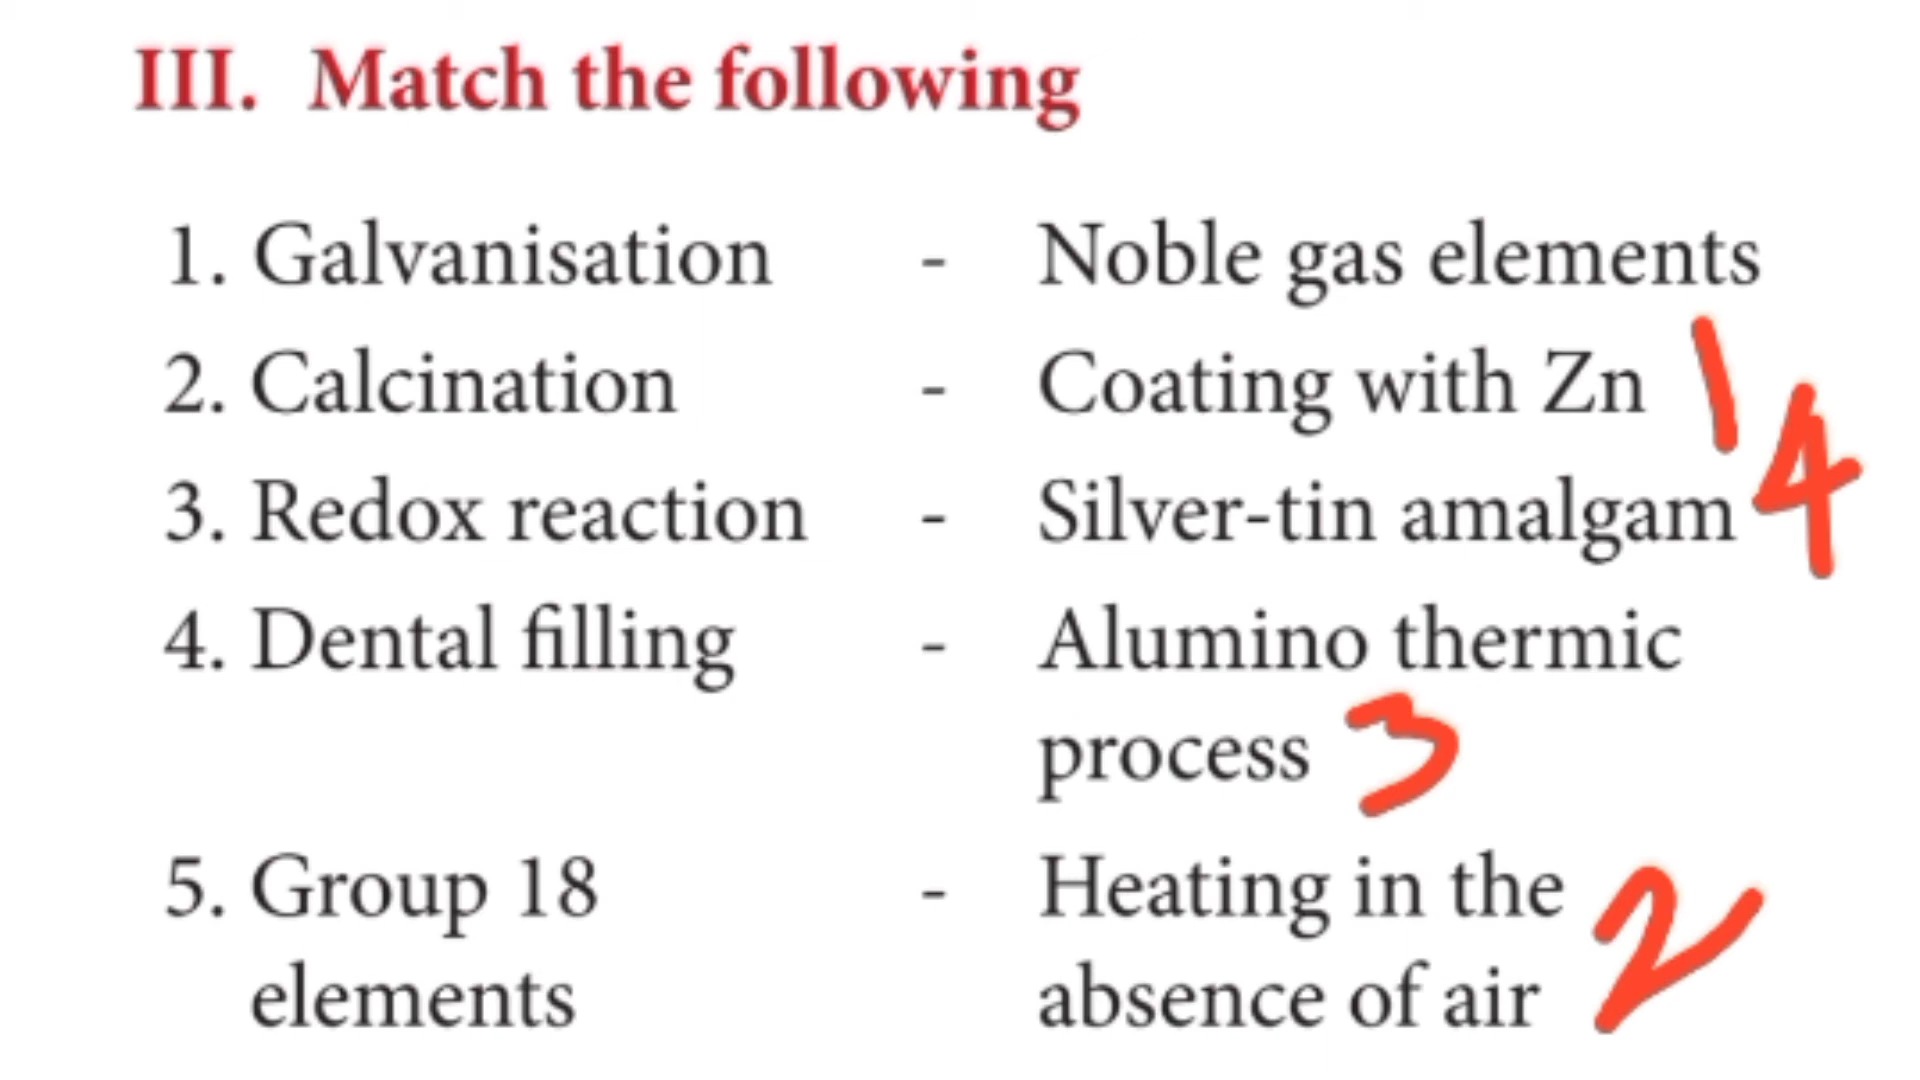 III. Match the following
1. Galvanisation - Noble gas elements
2. Calcination - Coating with Zn 1
3. Redox reaction - Silver-tin amalgam 4
4. Dental filling - Alumino thermic
process 3
5. Group 18 - Heating in the
elements absence of air 2